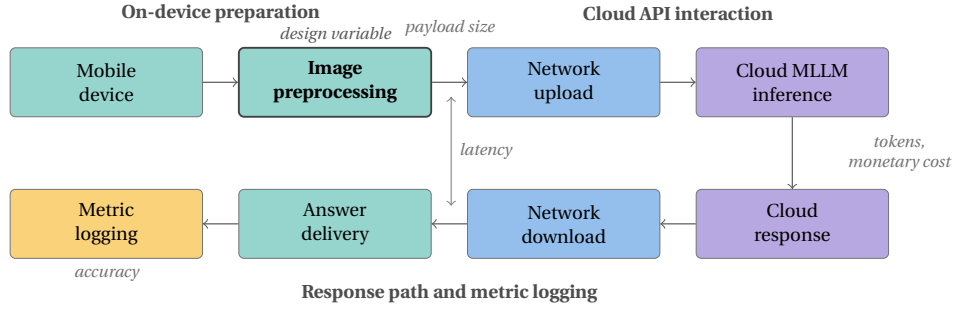 On-device preparation
Cloud API interaction
design variable
payload size
Mobile
device
Image
preprocessing
Network
upload
Cloud MLLM
inference
latency
tokens,
monetary cost
Metric
logging
Answer
delivery
Network
download
Cloud
response
accuracy
Response path and metric logging